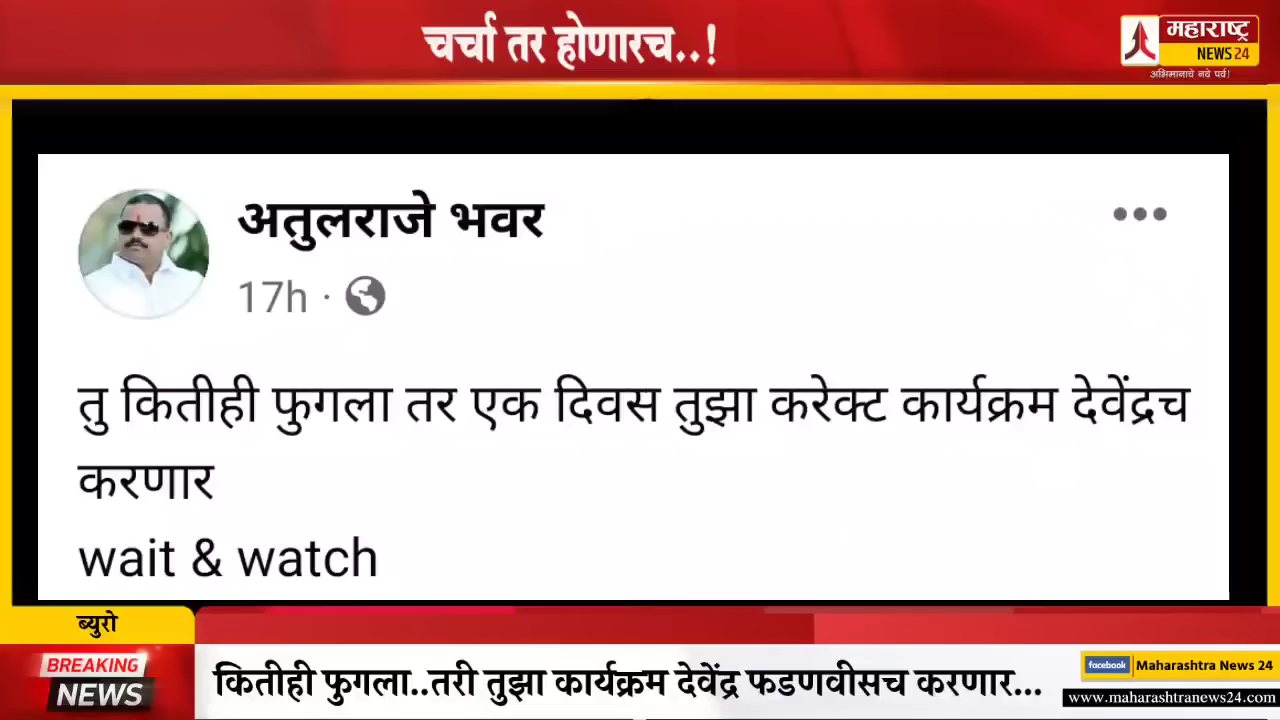 चर्चा तर होणारच..!
महाराष्ट्र
NEWS 24
अभिमानाचे नवे पर्व!
अतुलराजे भवर
17h ·
तु कितीही फुगला तर एक दिवस तुझा करेक्ट कार्यक्रम देवेंद्रच
करणार
wait & watch
ब्युरो
BREAKING
NEWS
कितीही फुगला..तरी तुझा कार्यक्रम देवेंद्र फडणवीसच करणार...
facebook Maharashtra News 24
www.maharashtranews24.com